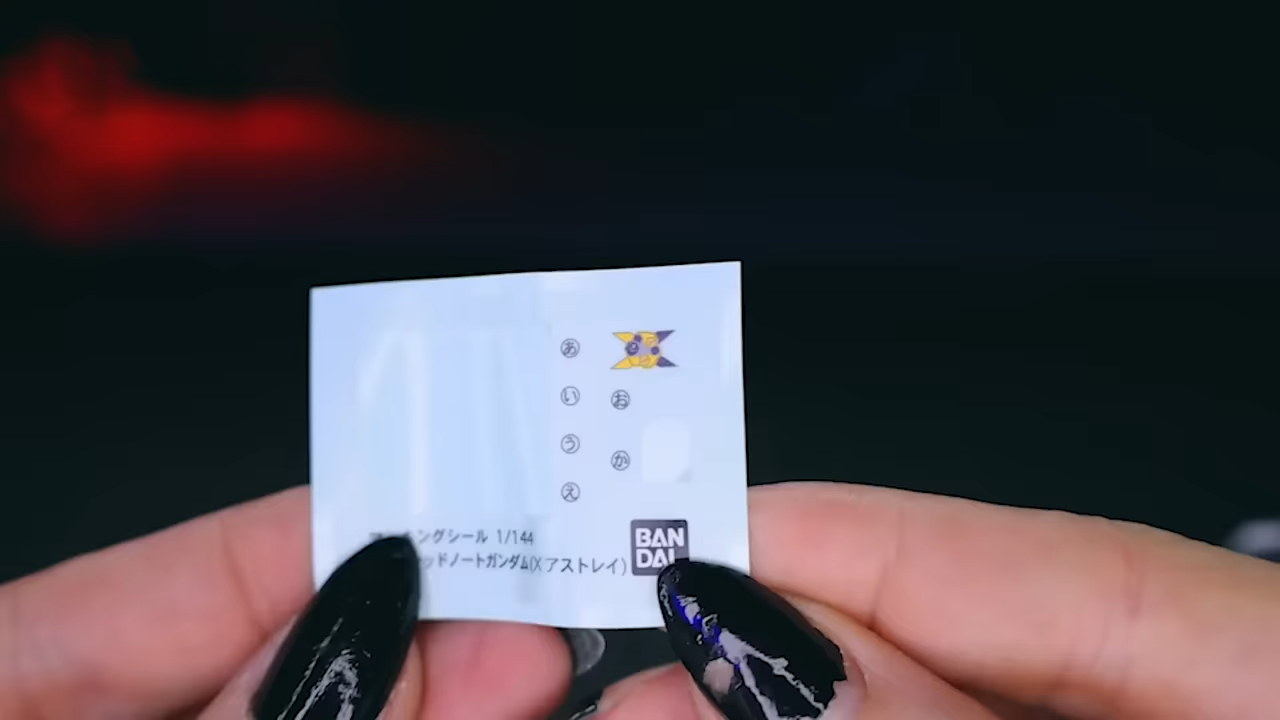 あ
い
お
う
か
え
ングシール 1/144
ッドノートガンダム(Xアストレイ)
BAN
DAI